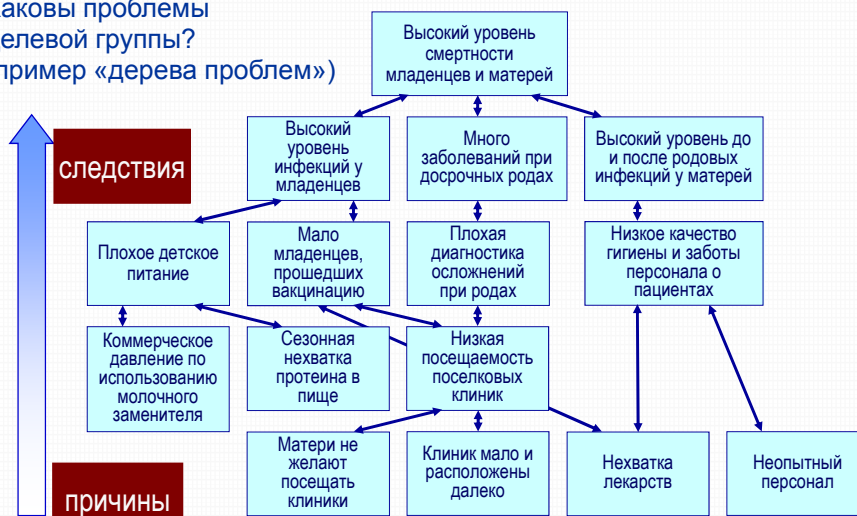 каковы проблемы
целевой группы?
пример «дерева проблем»)
Высокий уровень
смертности
младенцев и матерей
следствия
Высокий
уровень
инфекций у
младенцев
Много
заболеваний при
досрочных родах
Высокий уровень до
и после родовых
инфекций у матерей
Плохое детское
питание
Мало
младенцев,
прошедших
вакцинацию
Плохая
диагностика
осложнений
при родах
Низкое качество
гигиены и заботы
персонала о
пациентах
Коммерческое
давление по
использованию
молочного
заменителя
Сезонная
нехватка
протеина в
пище
Низкая
посещаемость
поселковых
клиник
Матери не
желают
посещать
клиники
Клиник мало и
расположены
далеко
Нехватка
лекарств
Неопытный
персонал
причины